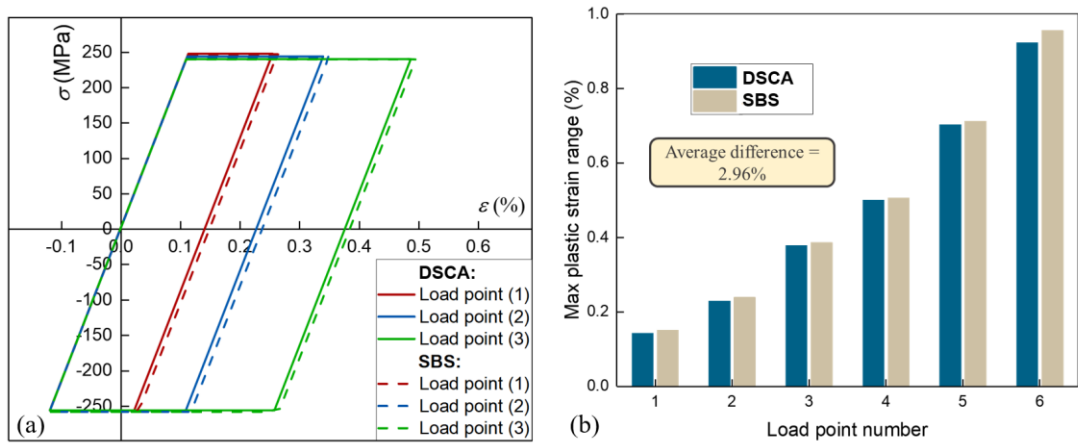 σ (MPa)
250
200
150
100
50
0
-50
-100
-150
-200
-250
-0.1
0.0
0.1
0.2
0.3
0.4
0.5
0.6
ε (%)
DSCA:
Load point (1)
Load point (2)
Load point (3)
SBS:
Load point (1)
Load point (2)
Load point (3)
(a)
Max plastic strain range (%)
1.0
0.8
0.6
0.4
0.2
0.0
DSCA
SBS
Average difference =
2.96%
1 2 3 4 5 6
Load point number
(b)